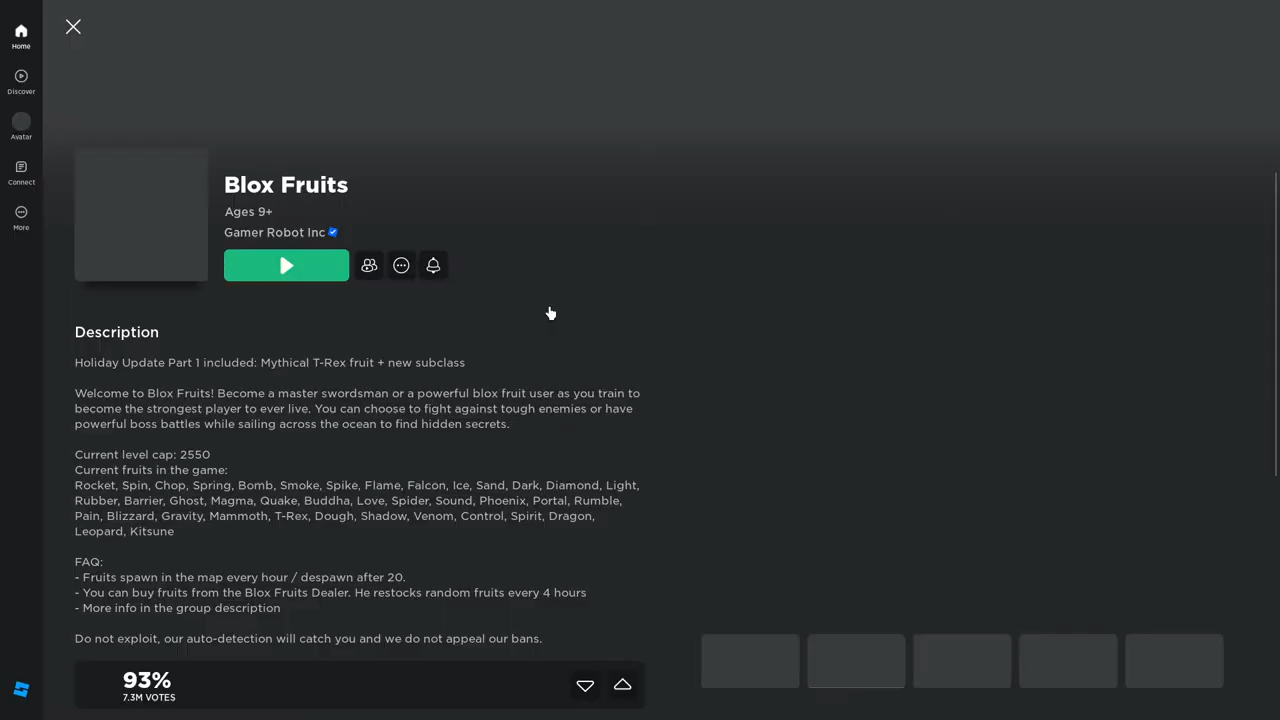 Home
Discover
Avatar
Connect
More
Blox Fruits
Ages 9+
Gamer Robot Inc
Description
Holiday Update Part 1 included: Mythical T-Rex fruit + new subclass
Welcome to Blox Fruits! Become a master swordsman or a powerful blox fruit user as you train to
become the strongest player to ever live. You can choose to fight against tough enemies or have
powerful boss battles while sailing across the ocean to find hidden secrets.
Current level cap: 2550
Current fruits in the game:
Rocket, Spin, Chop, Spring, Bomb, Smoke, Spike, Flame, Falcon, Ice, Sand, Dark, Diamond, Light,
Rubber, Barrier, Ghost, Magma, Quake, Buddha, Love, Spider, Sound, Phoenix, Portal, Rumble,
Pain, Blizzard, Gravity, Mammoth, T-Rex, Dough, Shadow, Venom, Control, Spirit, Dragon,
Leopard, Kitsune
FAQ:
- Fruits spawn in the map every hour / despawn after 20.
- You can buy fruits from the Blox Fruits Dealer. He restocks random fruits every 4 hours
- More info in the group description
Do not exploit, our auto-detection will catch you and we do not appeal our bans.
93%
7.3M VOTES